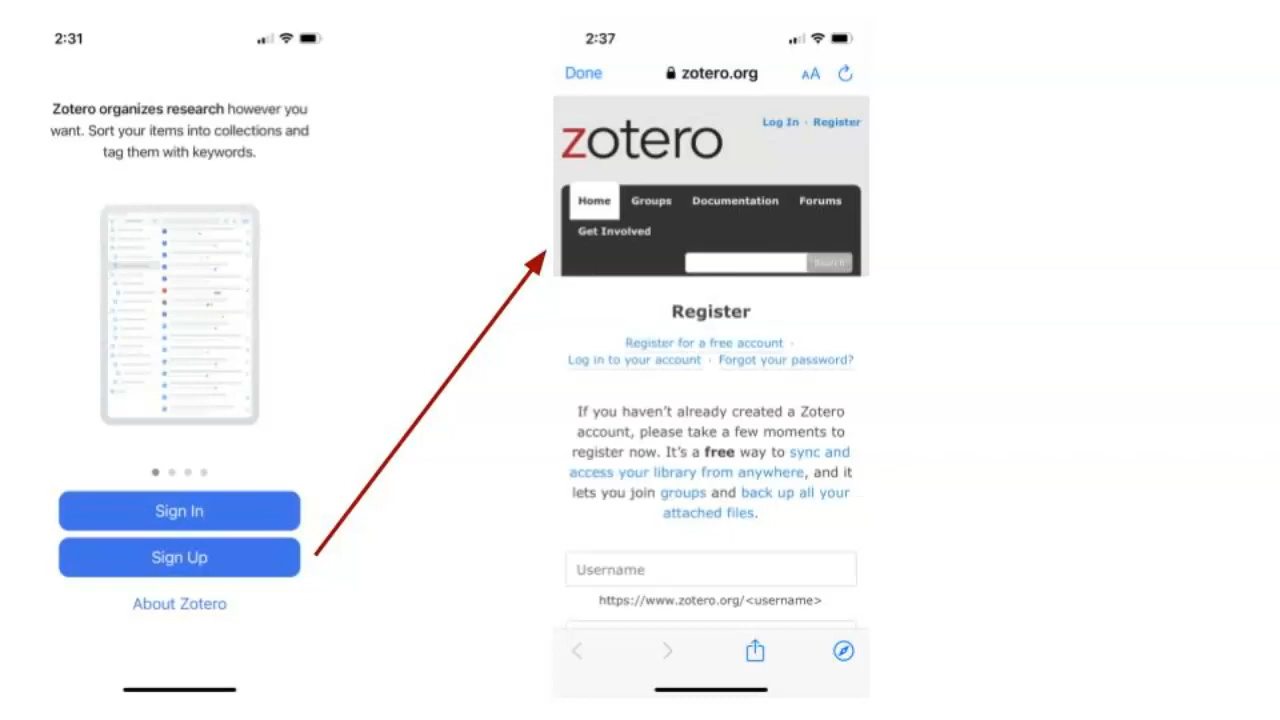 2:31
Zotero organizes research however you
want. Sort your items into collections and
tag them with keywords.
Sign In
Sign Up
About Zotero
2:37
Done
zotero.org
AA
zotero
Log In · Register
Home Groups Documentation Forums
Get Involved
Search
Register
Register for a free account ·
Log in to your account · Forgot your password?
If you haven't already created a Zotero
account, please take a few moments to
register now. It's a free way to sync and
access your library from anywhere, and it
lets you join groups and back up all your
attached files.
Username
https://www.zotero.org/<username>